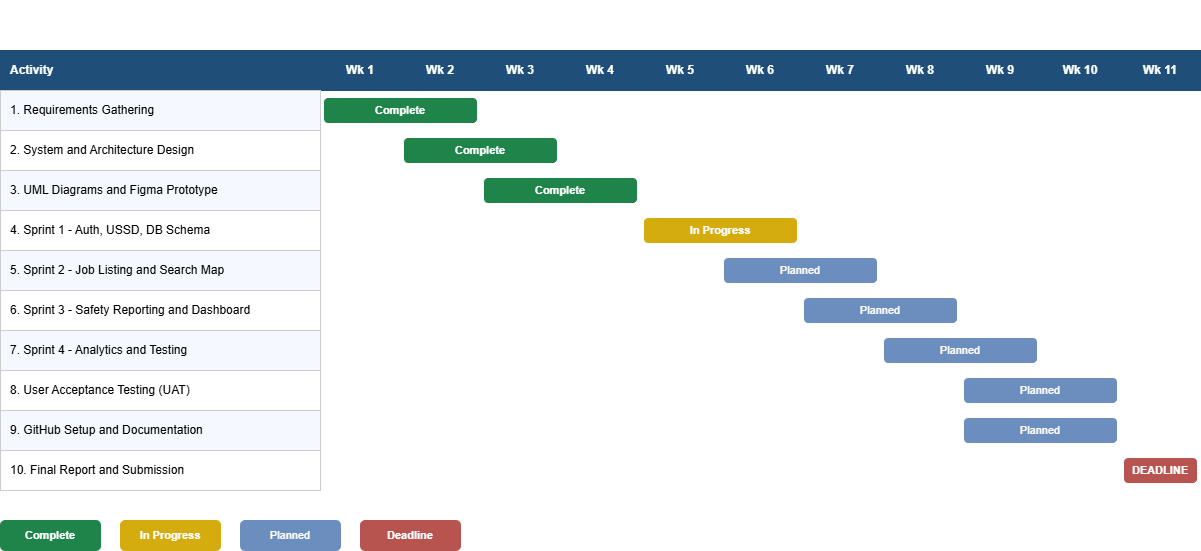 Activity Wk 1 Wk 2 Wk 3 Wk 4 Wk 5 Wk 6 Wk 7 Wk 8 Wk 9 Wk 10 Wk 11
1. Requirements Gathering Complete
2. System and Architecture Design Complete
3. UML Diagrams and Figma Prototype Complete
4. Sprint 1 - Auth, USSD, DB Schema In Progress
5. Sprint 2 - Job Listing and Search Map Planned
6. Sprint 3 - Safety Reporting and Dashboard Planned
7. Sprint 4 - Analytics and Testing Planned
8. User Acceptance Testing (UAT) Planned
9. GitHub Setup and Documentation Planned
10. Final Report and Submission DEADLINE
Complete In Progress Planned Deadline